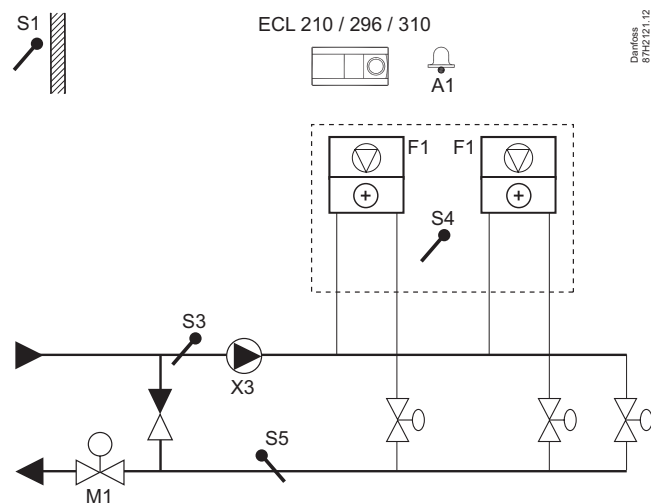 S1
ECL 210 / 296 / 310
Danfoss
87H2121.12
A1
F1
F1
S4
S3
X3
S5
M1